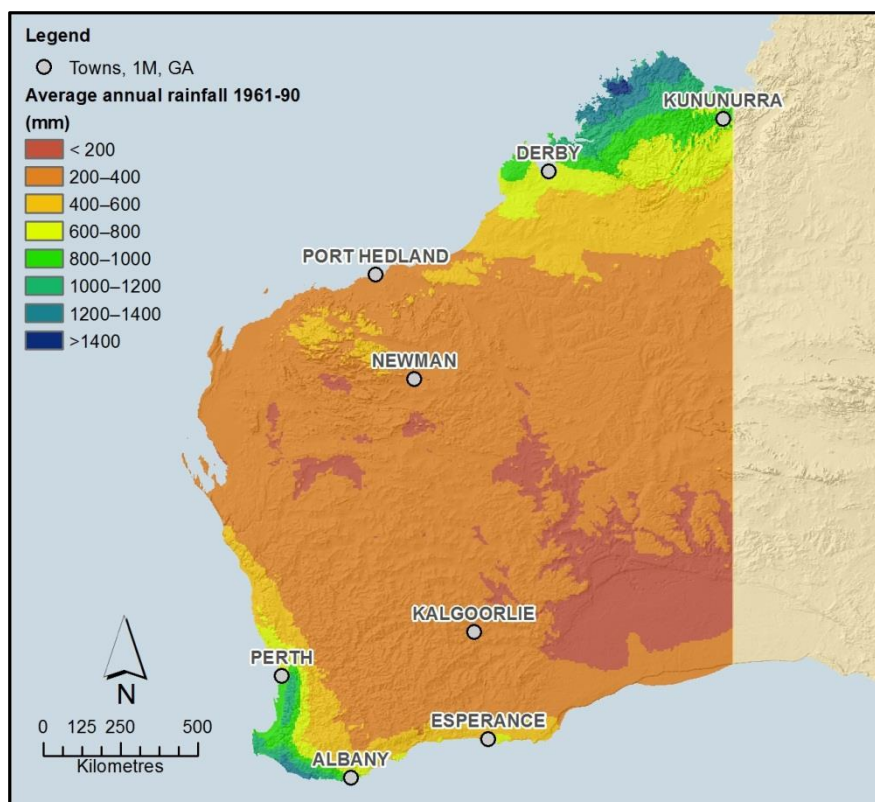 Legend
Towns, 1M, GA
Average annual rainfall 1961-90
(mm)
< 200
200–400
400–600
600–800
800–1000
1000–1200
1200–1400
>1400
KUNUNURRA
DERBY
PORT HEDLAND
NEWMAN
KALGOORLIE
PERTH
ESPERANCE
ALBANY
N
0 125 250 500
Kilometres